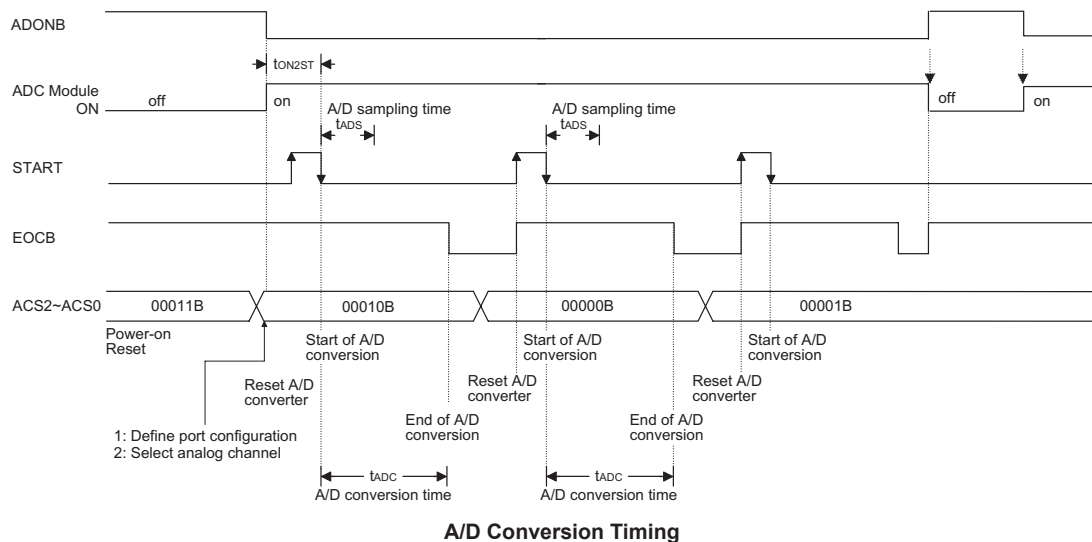 ADONB
tON2ST
ADC Module
ON
off
on
A/D sampling time
tADS
A/D sampling time
tADS
off
on
START
EOCB
ACS2~ACS0
00011B
00010B
00000B
00001B
Power-on
Reset
Start of A/D
conversion
Start of A/D
conversion
Start of A/D
conversion
Reset A/D
converter
Reset A/D
converter
Reset A/D
converter
End of A/D
conversion
End of A/D
conversion
1: Define port configuration
2: Select analog channel
tADC
A/D conversion time
tADC
A/D conversion time
A/D Conversion Timing